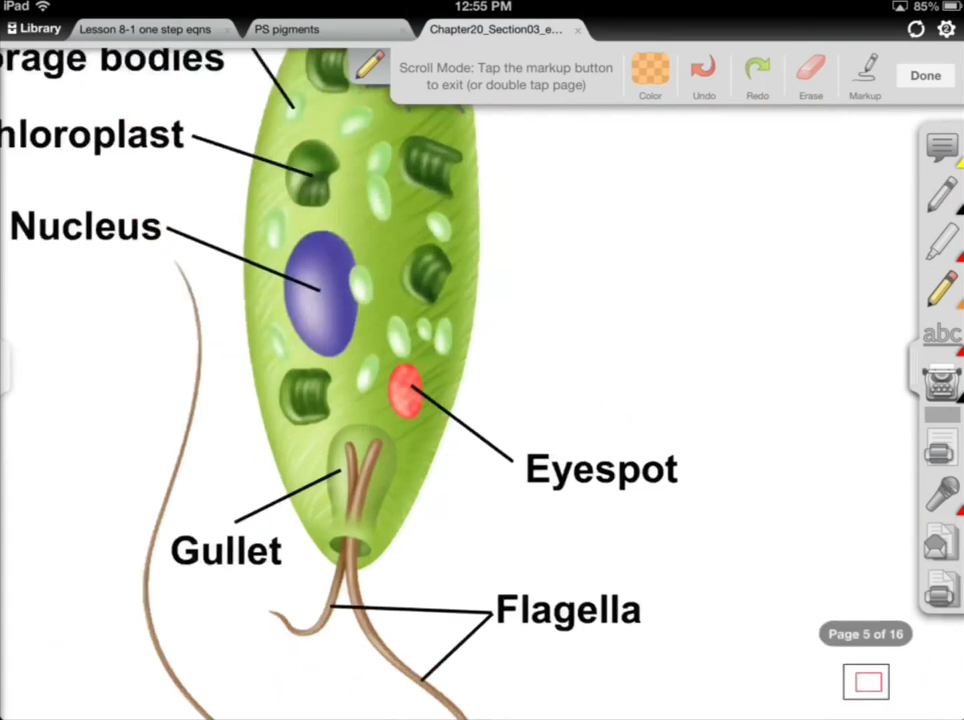 iPad
12:55 PM
85%
Library
Lesson 8-1 one step eqns
PS pigments
Chapter20_Section03_e...
2
Scroll Mode: Tap the markup button
to exit (or double tap page)
Color
Undo
Redo
Erase
Markup
Done
orage bodies
hloroplast
Nucleus
abc
Eyespot
Gullet
Flagella
Page 5 of 16